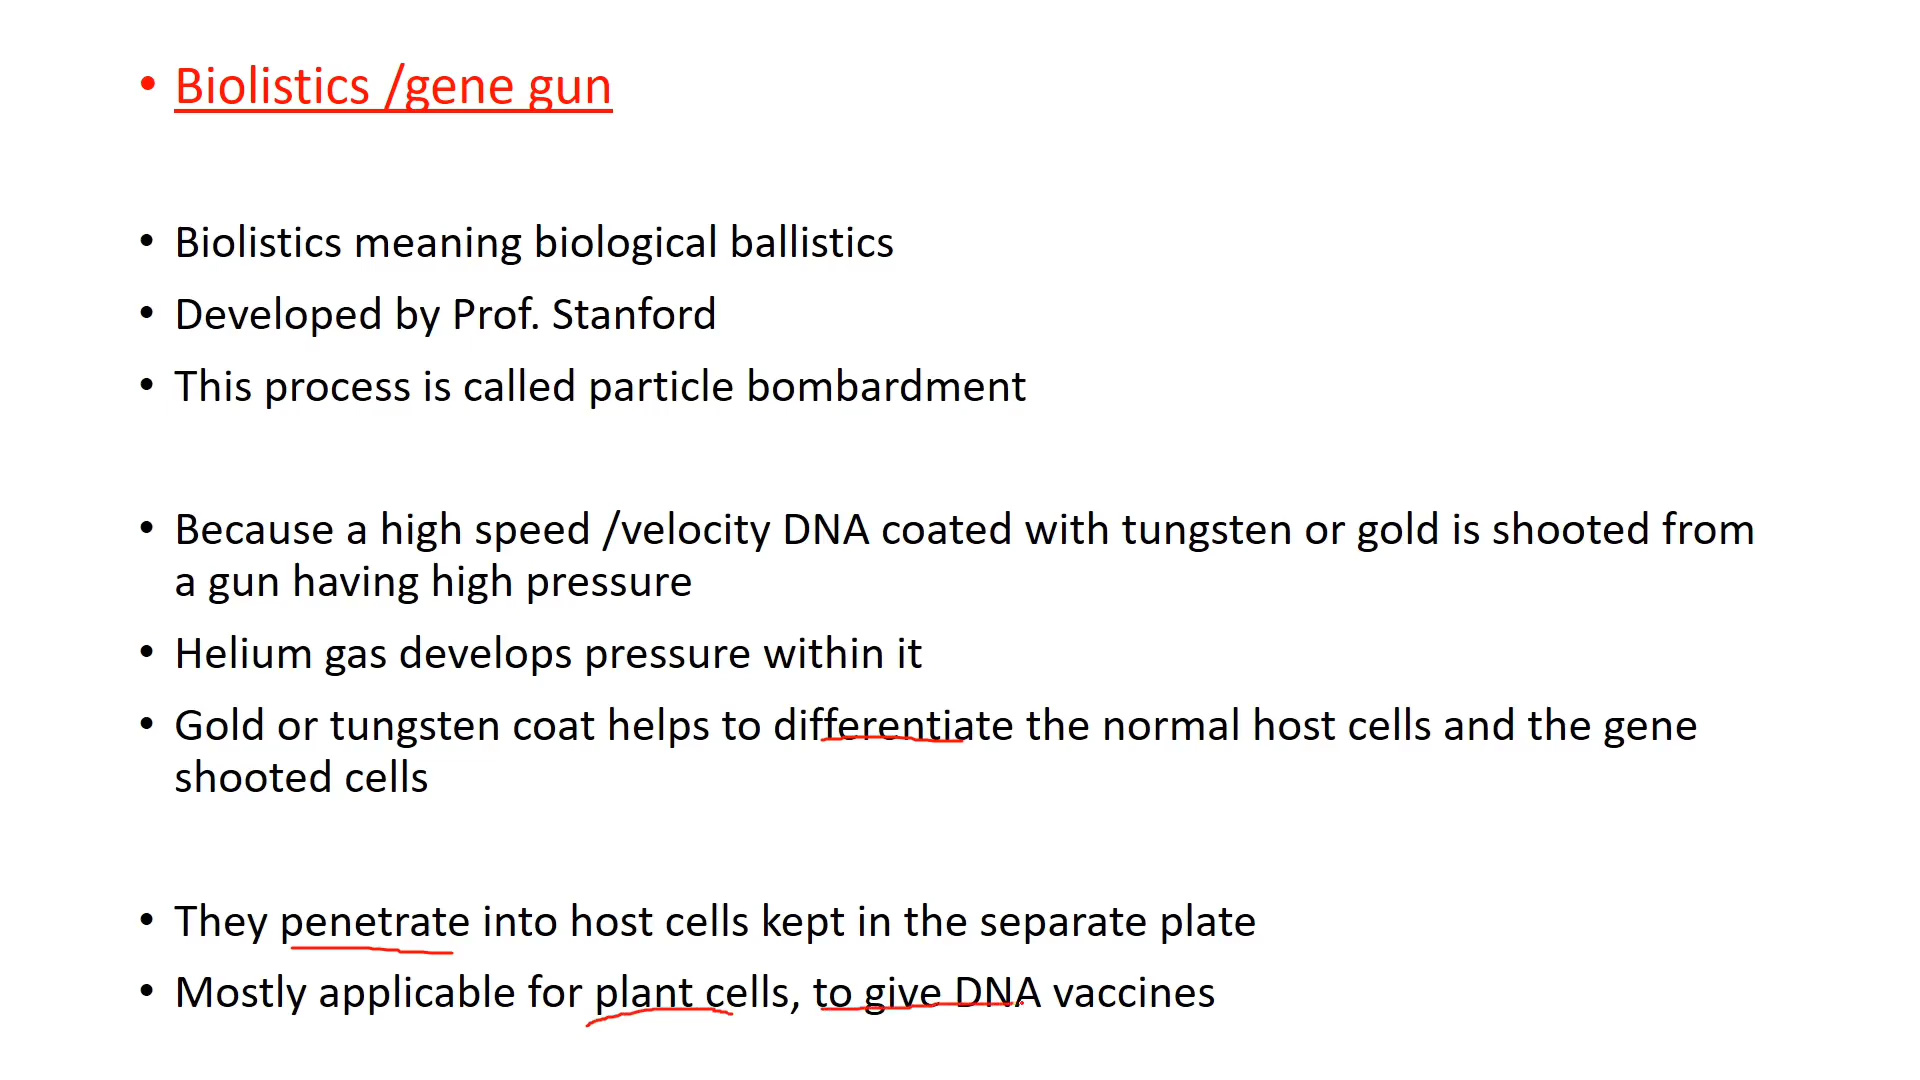 • Biolistics /gene gun
• Biolistics meaning biological ballistics
• Developed by Prof. Stanford
• This process is called particle bombardment
• Because a high speed /velocity DNA coated with tungsten or gold is shooted from
a gun having high pressure
• Helium gas develops pressure within it
• Gold or tungsten coat helps to differentiate the normal host cells and the gene
shooted cells
• They penetrate into host cells kept in the separate plate
• Mostly applicable for plant cells, to give DNA vaccines